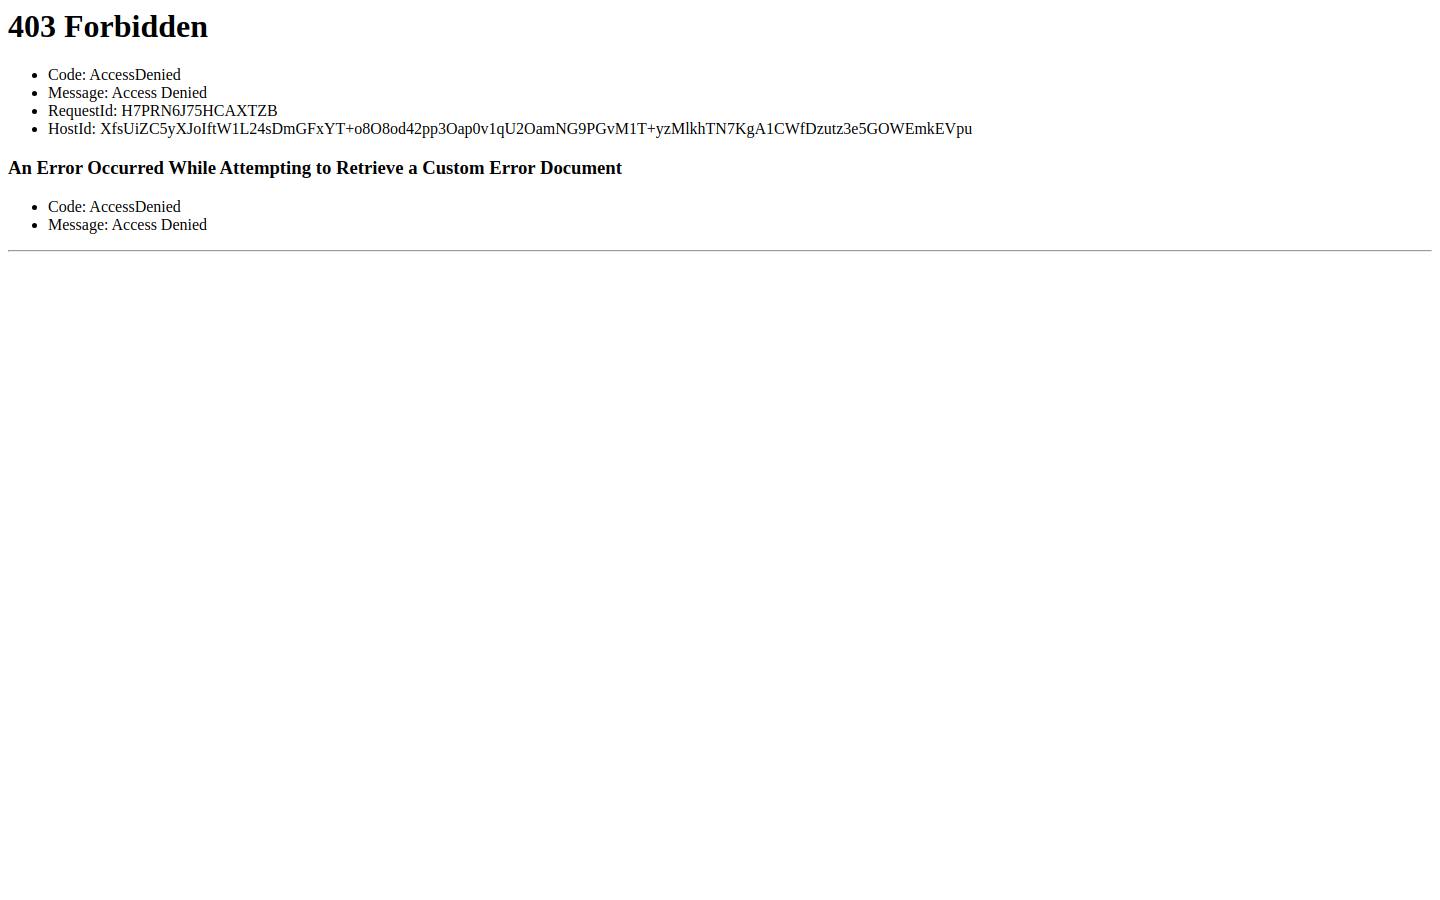 403 Forbidden
Code: AccessDenied
Message: Access Denied
RequestId: H7PRN6J75HCAXTZB
HostId: XfsUiZC5yXJoIftW1L24sDmGFxYT+o8O8od42pp3Oap0v1qU2OamNG9PGvM1T+yzMlkhTN7KgA1CWfDzutz3e5GOWEmkEVpu
An Error Occurred While Attempting to Retrieve a Custom Error Document
Code: AccessDenied
Message: Access Denied